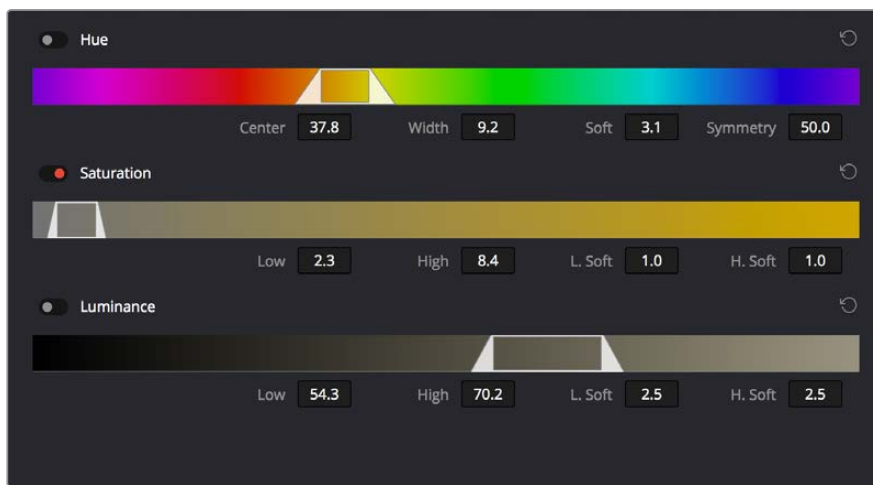 Hue
Center 37.8 Width 9.2 Soft 3.1 Symmetry 50.0
Saturation
Low 2.3 High 8.4 L. Soft 1.0 H. Soft 1.0
Luminance
Low 54.3 High 70.2 L. Soft 2.5 H. Soft 2.5